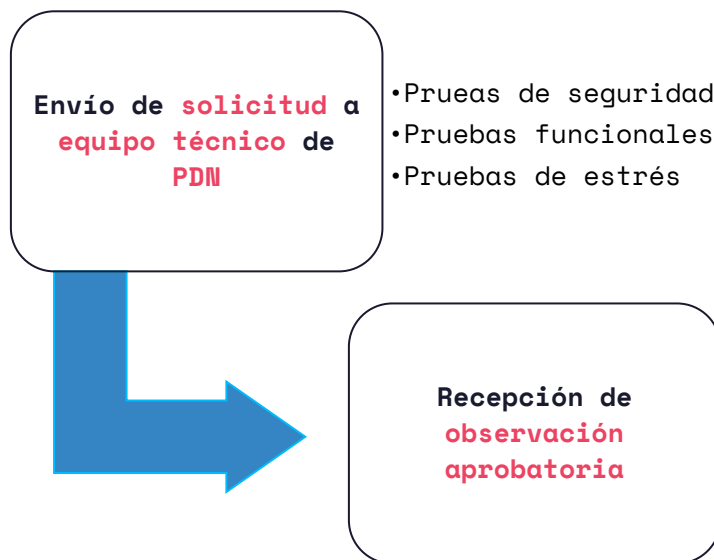 Envío de solicitud a
equipo técnico de
PDN
•Prueas de seguridad
•Pruebas funcionales
•Pruebas de estrés
Recepción de
observación
aprobatoria